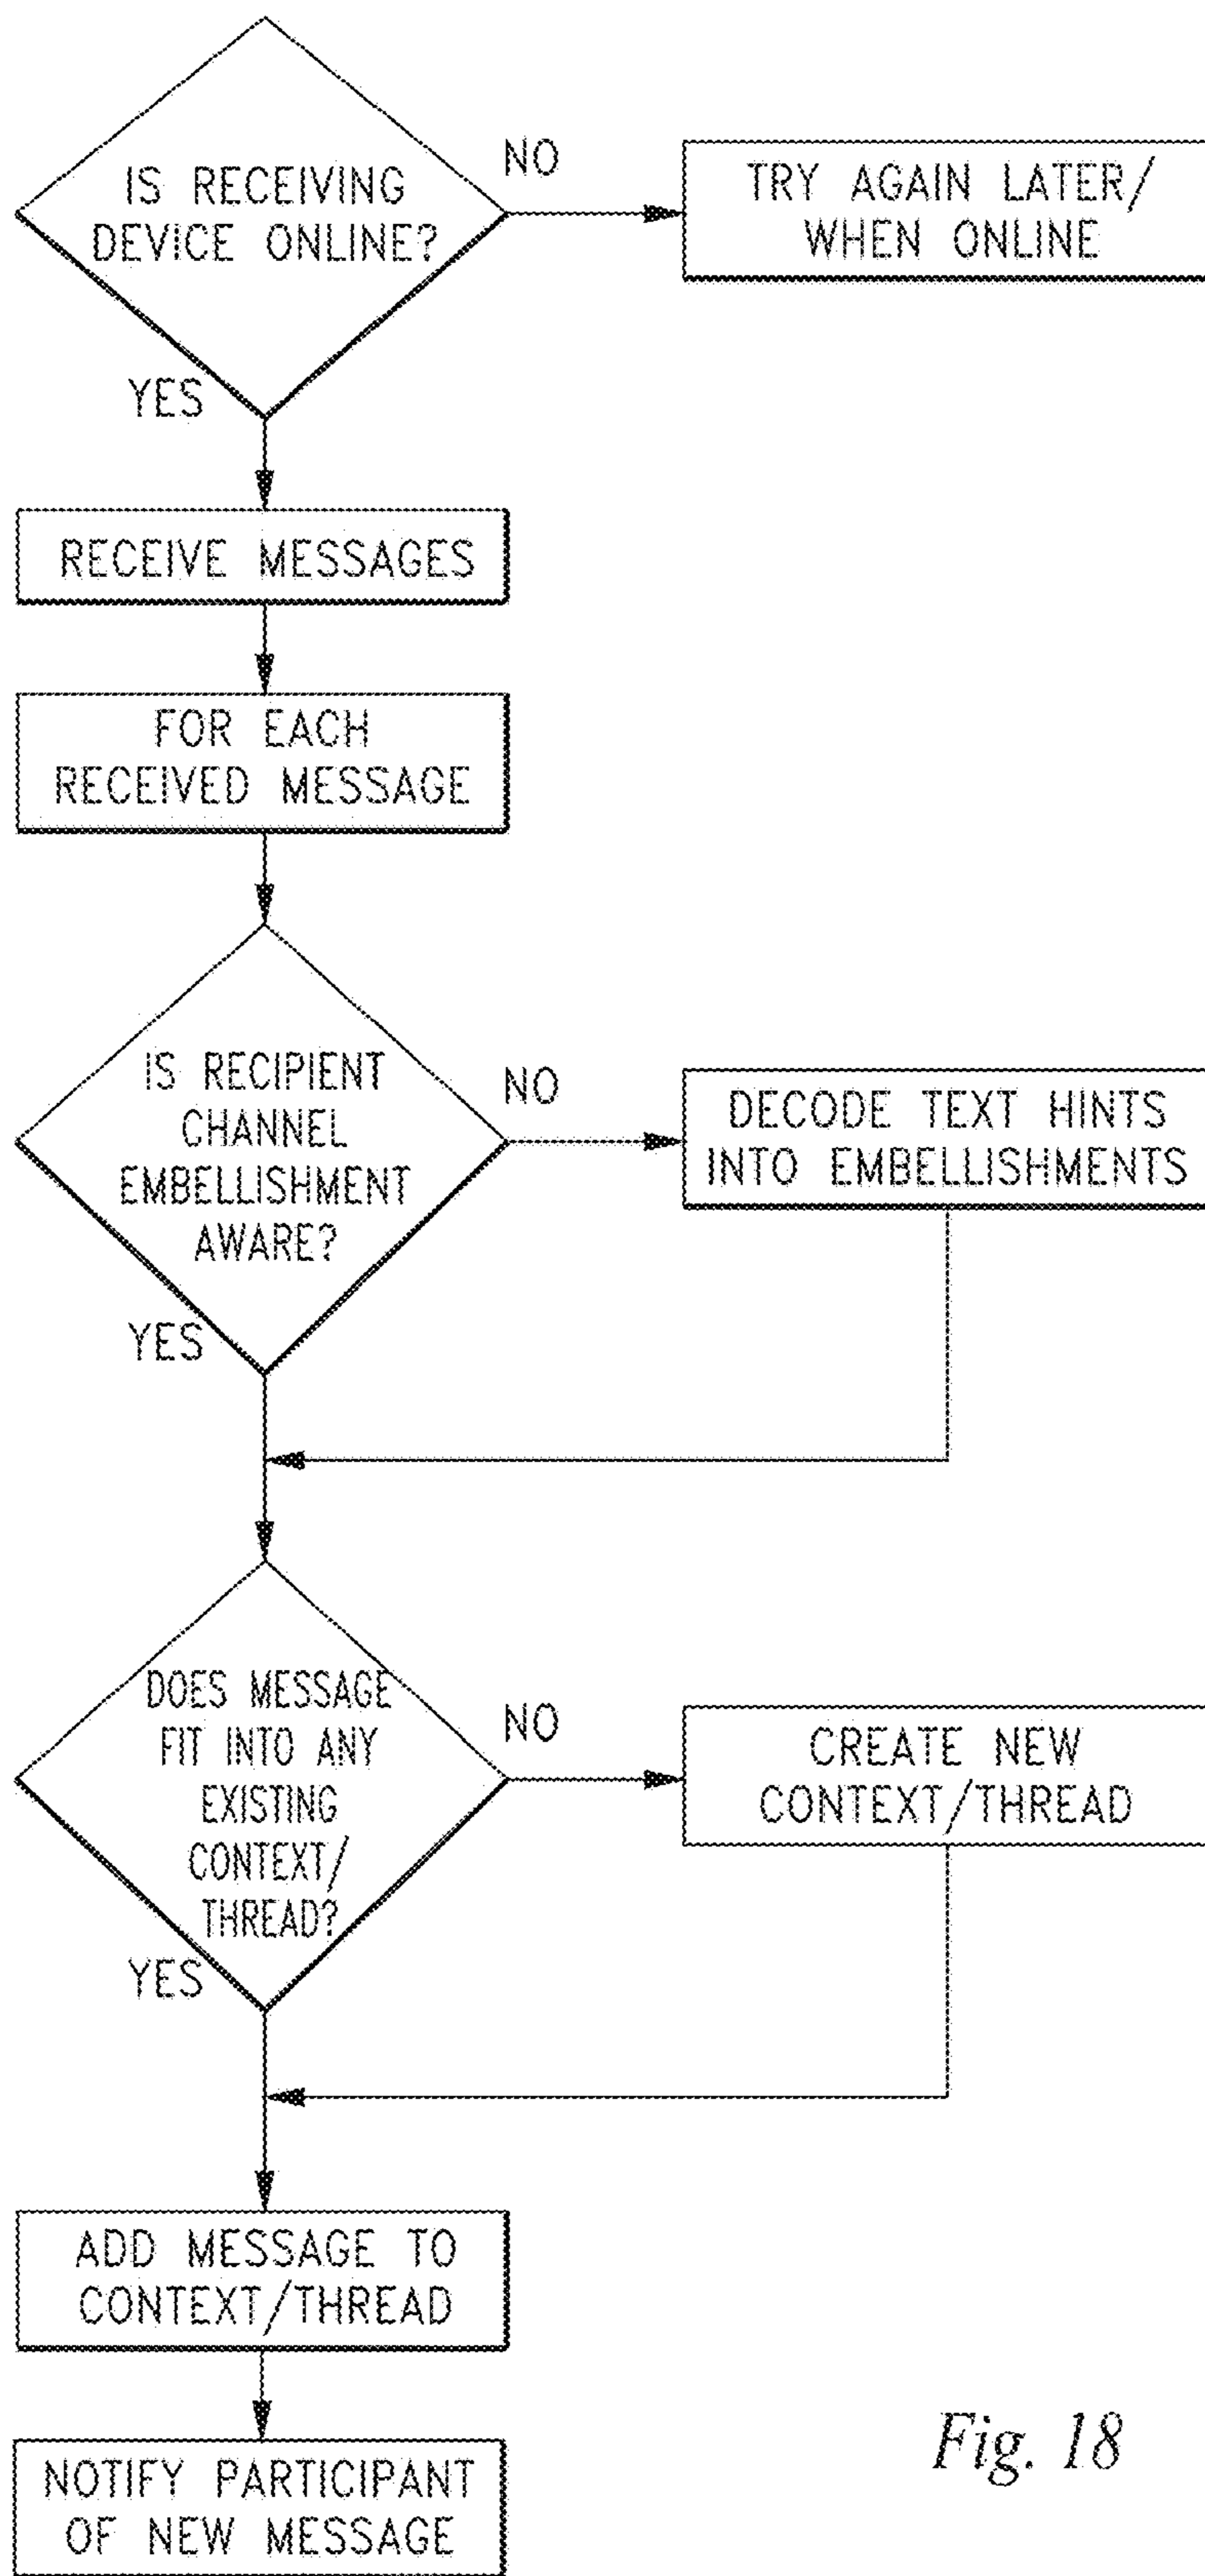 IS RECEIVING
DEVICE ONLINE?
NO
TRY AGAIN LATER/
WHEN ONLINE
YES
RECEIVE MESSAGES
FOR EACH
RECEIVED MESSAGE
IS RECIPIENT
CHANNEL
EMBELLISHMENT
AWARE?
NO
DECODE TEXT HINTS
INTO EMBELLISHMENTS
YES
DOES MESSAGE
FIT INTO ANY
EXISTING
CONTEXT/
THREAD?
NO
CREATE NEW
CONTEXT/THREAD
YES
ADD MESSAGE TO
CONTEXT/THREAD
NOTIFY PARTICIPANT
OF NEW MESSAGE
Fig. 18